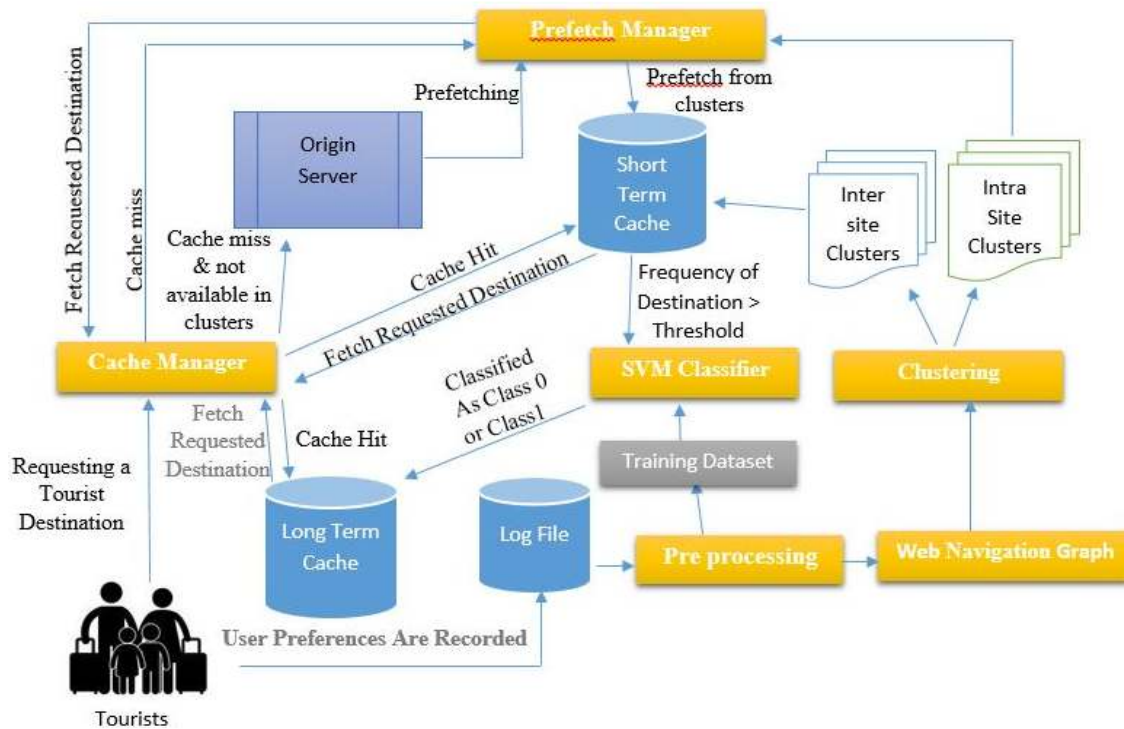 Prefetch Manager
Prefetch from
clusters
Prefetching
Fetch Requested Destination
Cache miss
Origin
Server
Short
Term
Cache
Inter
site
Clusters
Intra
Site
Clusters
Cache miss
& not
available in
clusters
Cache Hit
Fetch Requested Destination
Frequency of
Destination >
Threshold
Cache Manager
SVM Classifier
Clustering
Classified
As Class 0
or Class1
Fetch
Requested
Destination
Cache Hit
Requesting a
Tourist
Destination
Training Dataset
Long Term
Cache
Log File
Pre processing
Web Navigation Graph
User Preferences Are Recorded
Tourists